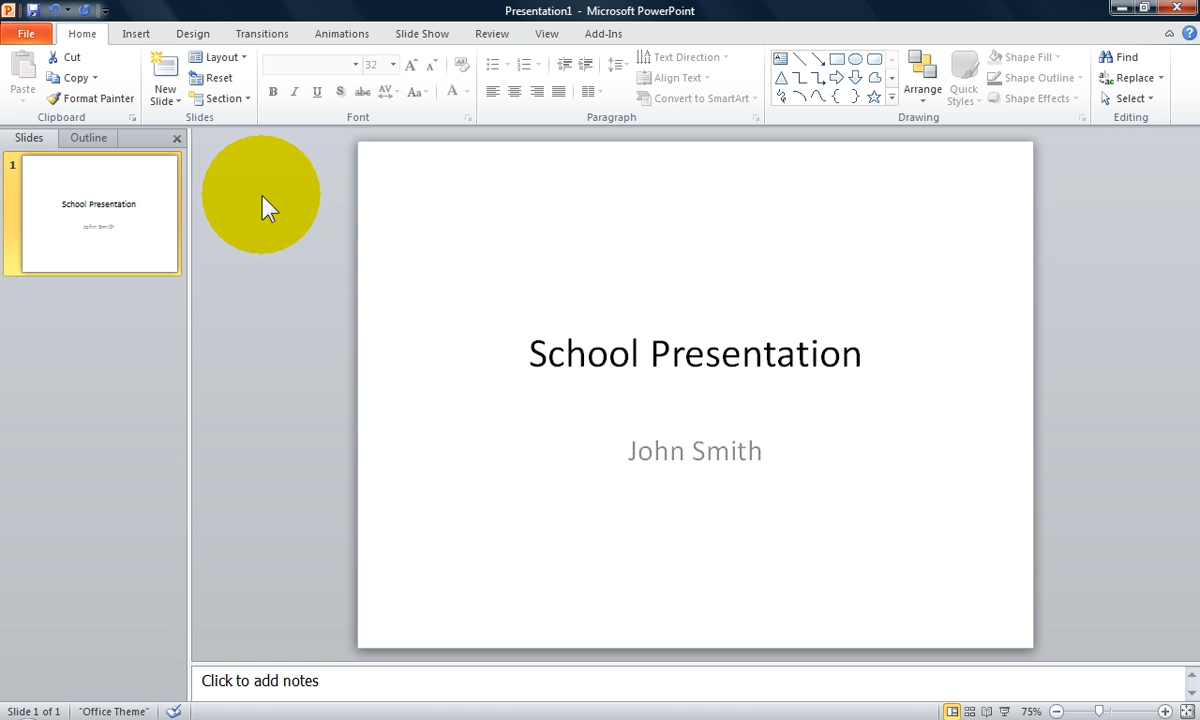 Presentation1 - Microsoft PowerPoint
File Home Insert Design Transitions Animations Slide Show Review View Add-Ins
Paste
Cut
Copy
Format Painter
Clipboard
New Slide
Layout
Reset
Section
Slides
32
B I U S abc AV Aa A
Font
Text Direction
Align Text
Convert to SmartArt
Paragraph
Arrange
Quick Styles
Shape Fill
Shape Outline
Shape Effects
Drawing
Find
Replace
Select
Editing
Slides Outline
1
School Presentation
John Smith
School Presentation
John Smith
Click to add notes
Slide 1 of 1 "Office Theme" 75%